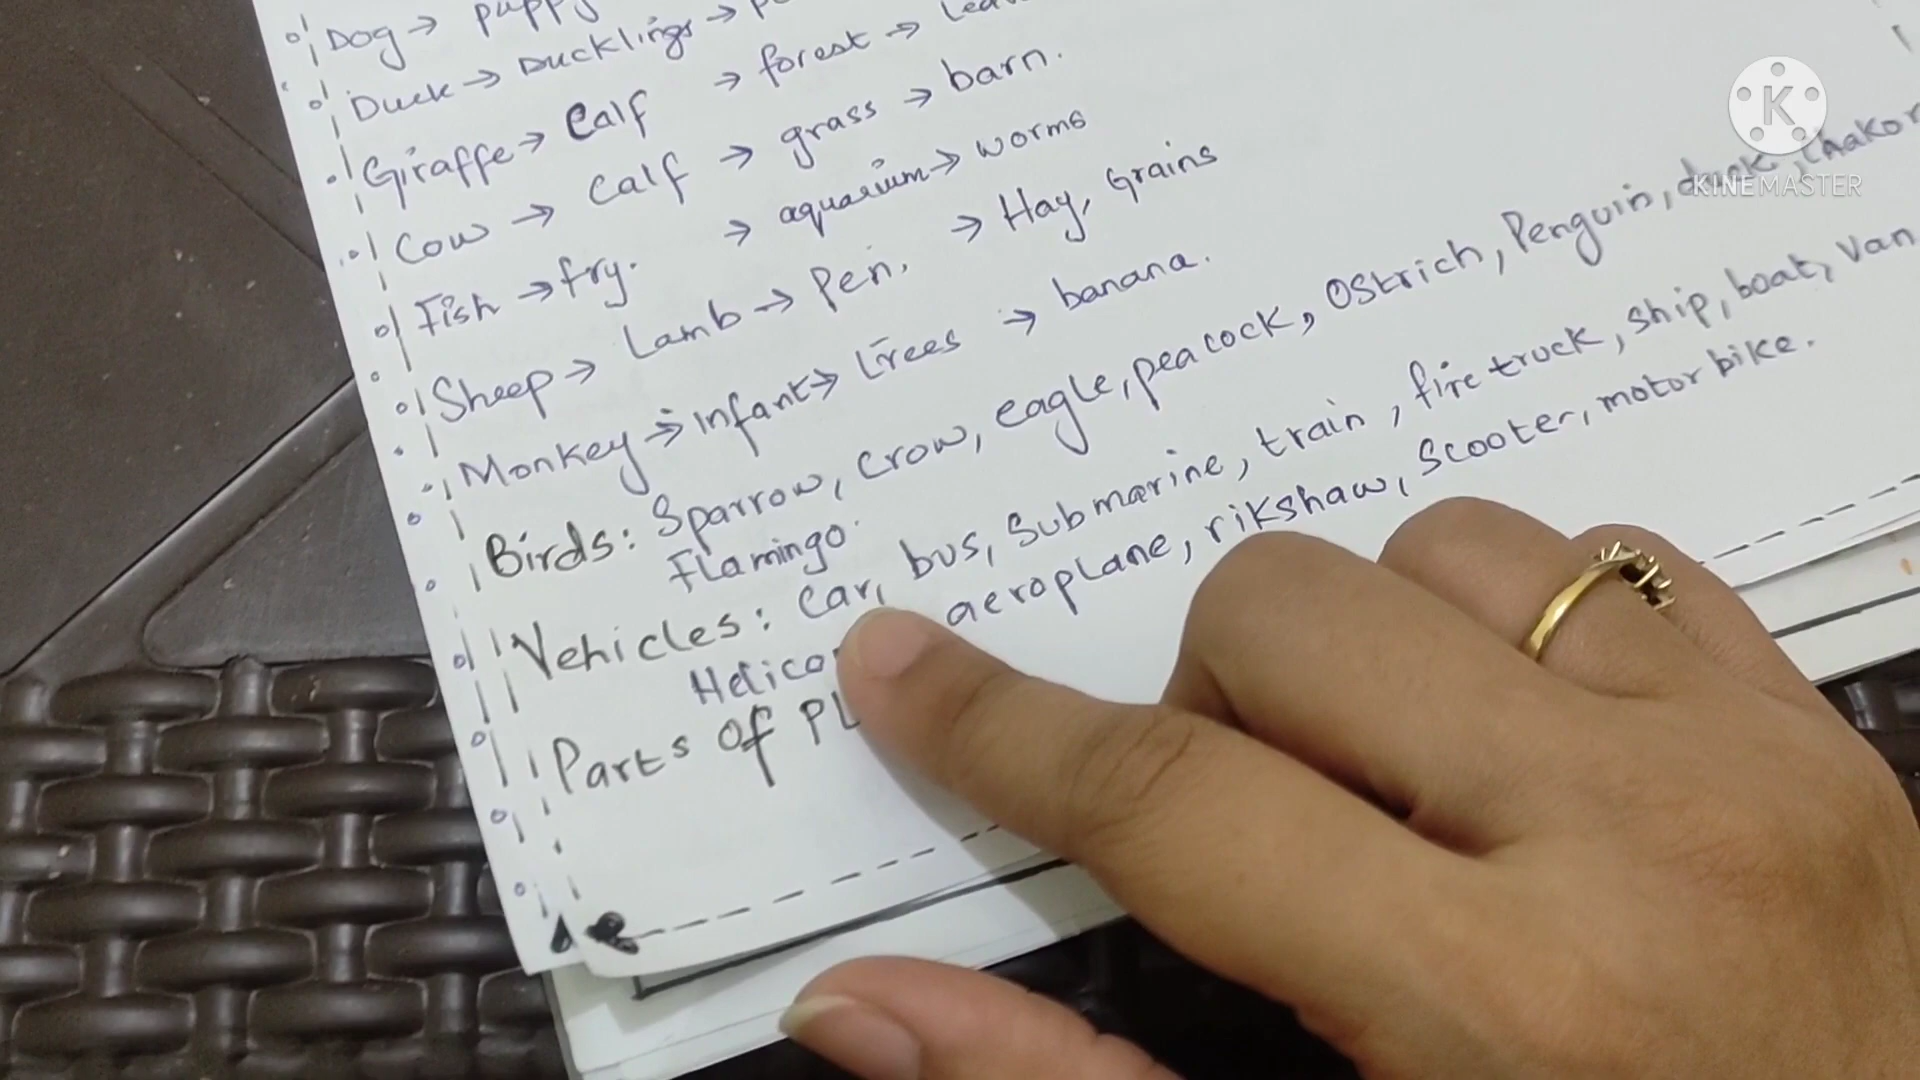 Dog → puppy
Duck → Ducklings →
Giraffe → Calf → forest →
Cow → Calf → grass → barn.
Fish → fry. → aquarium → worms
Sheep → Lamb → Pen. → Hay, Grains
Monkey → infant → trees → banana.
Birds: Sparrow, crow, eagle, peacock, Ostrich, Penguin, duck, chakor
Flamingo.
Vehicles: Car, bus, Submarine, train, fire truck, ship, boat, van
aeroplane, rikshaw, Scooter, motor bike.
Parts of
K
KINEMASTER